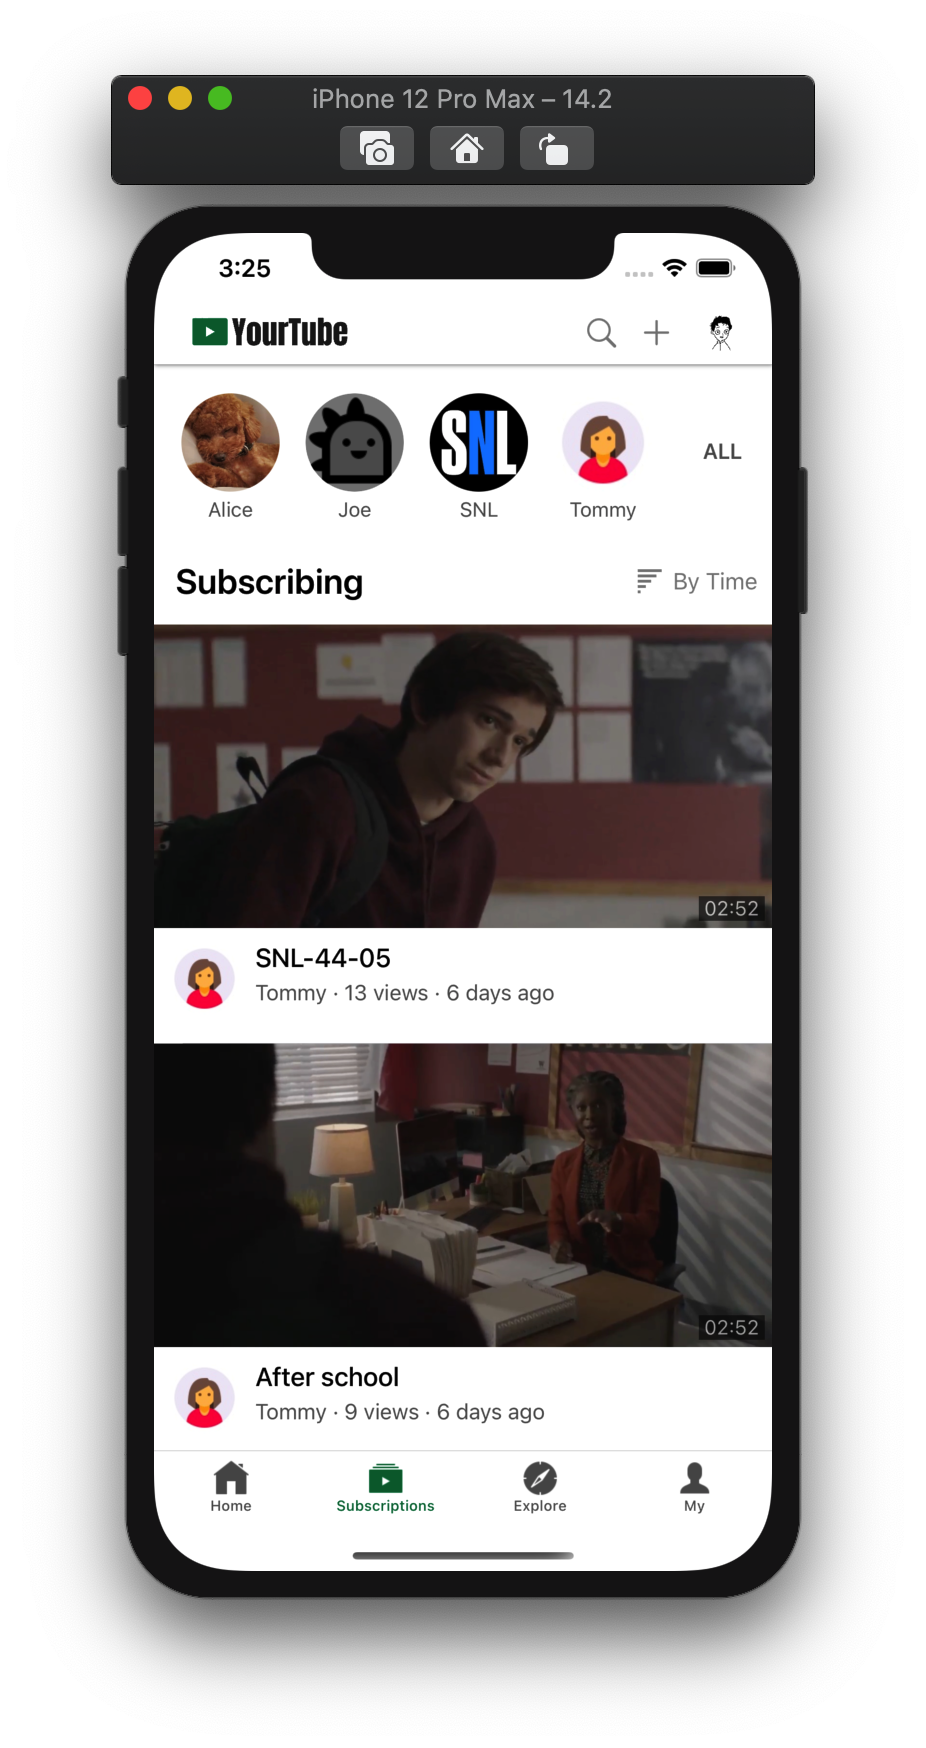 iPhone 12 Pro Max – 14.2
3:25
YourTube
SNL
Alice
Joe
SNL
Tommy
ALL
Subscribing
By Time
02:52
SNL-44-05
Tommy · 13 views · 6 days ago
02:52
After school
Tommy · 9 views · 6 days ago
Home
Subscriptions
Explore
My